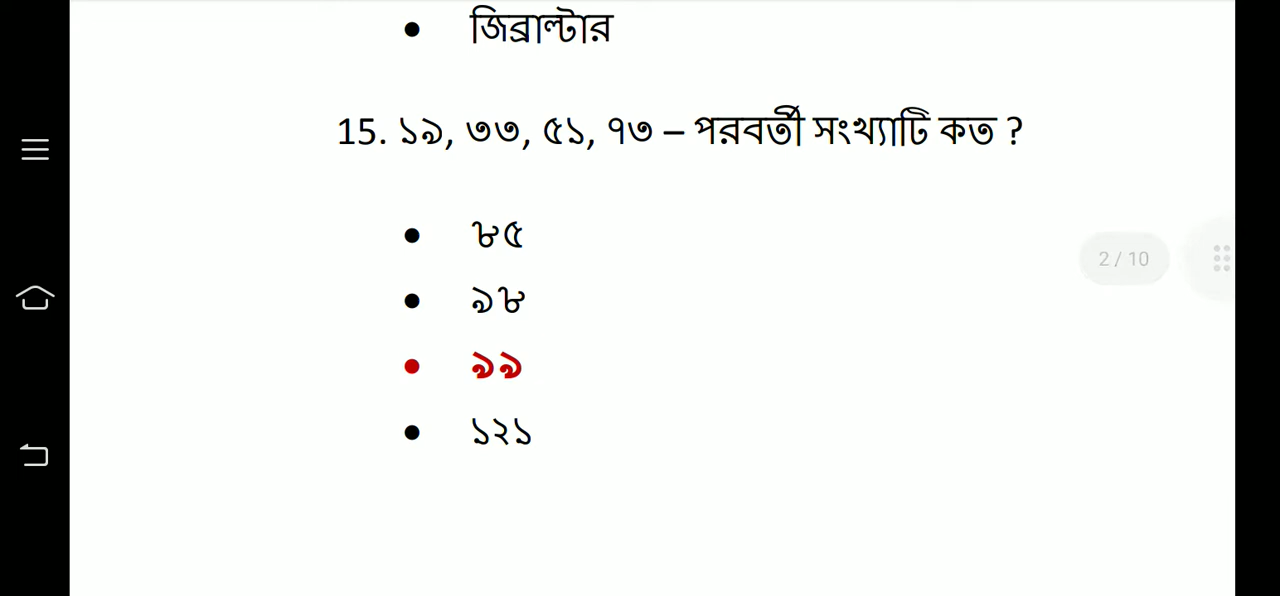 • জিব্রাল্টার
15. ১৯, ৩৩, ৫১, ৭৩ – পরবর্তী সংখ্যাটি কত ?
• ৮৫
• ৯৮
2 / 10
• ৯৯
• ১২১